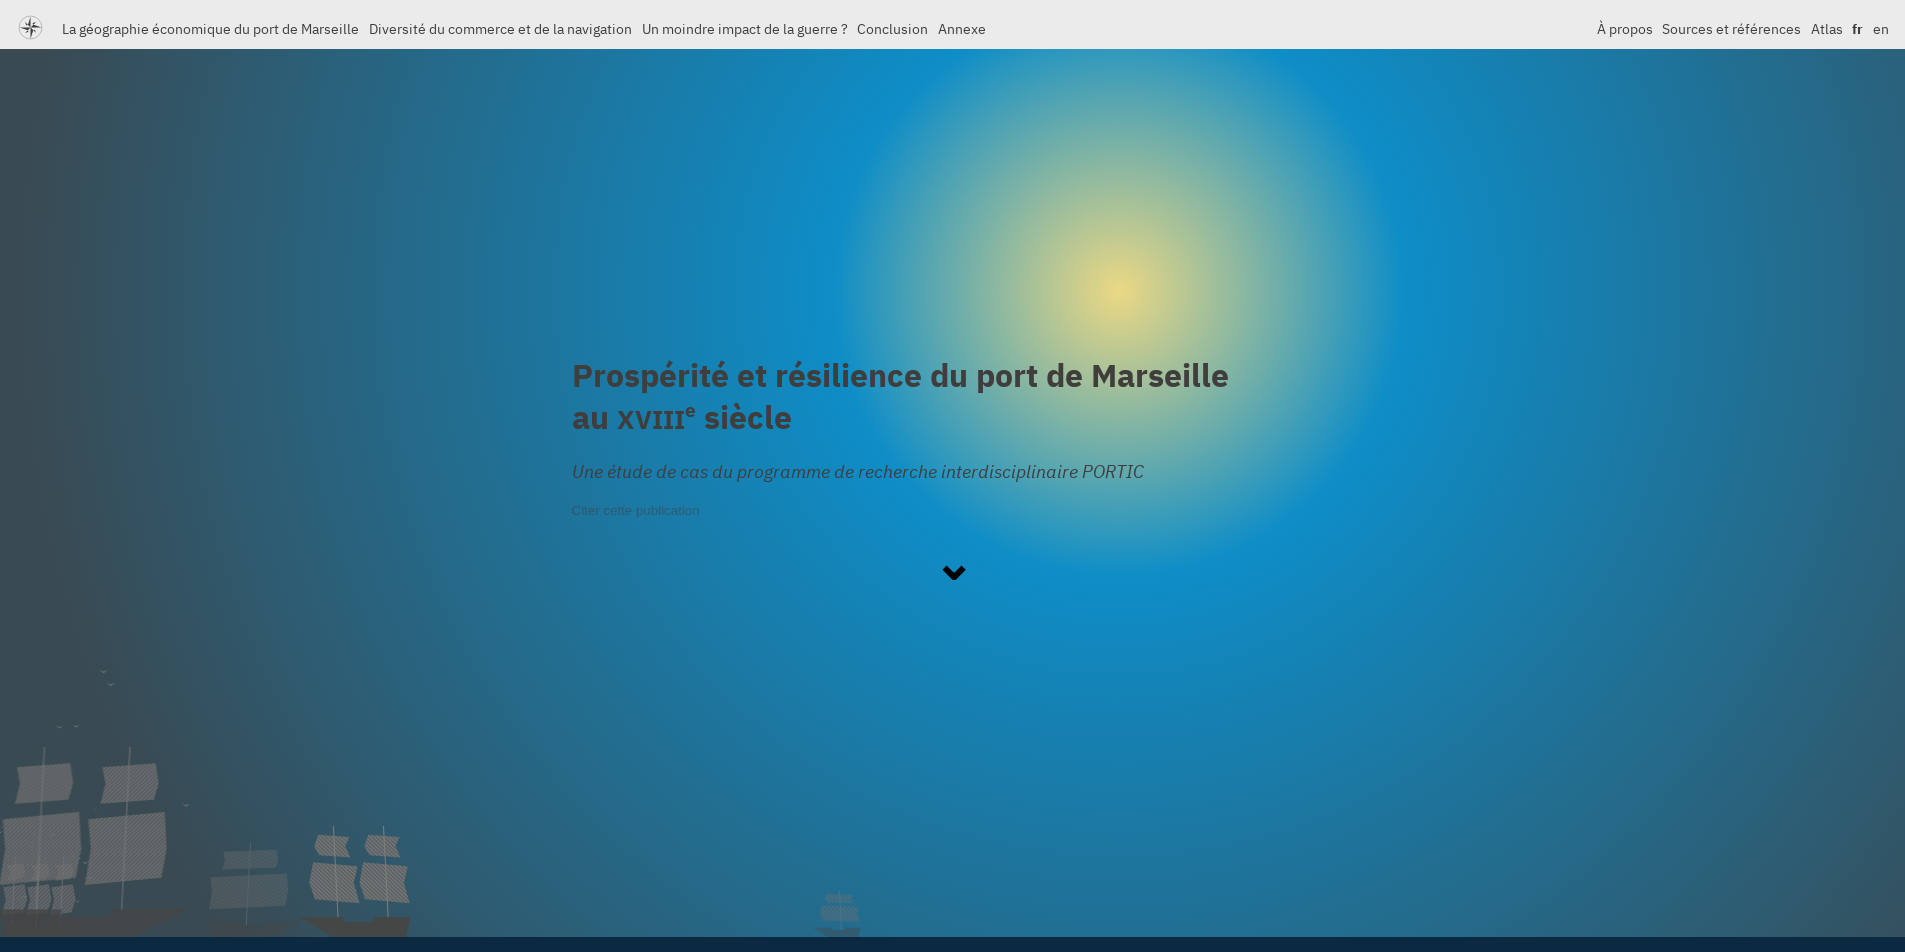 La géographie économique du port de Marseille Diversité du commerce et de la navigation Un moindre impact de la guerre ? Conclusion Annexe À propos Sources et références Atlas fr en
Prospérité et résilience du port de Marseille
au XVIIIe siècle
Une étude de cas du programme de recherche interdisciplinaire PORTIC
Citer cette publication